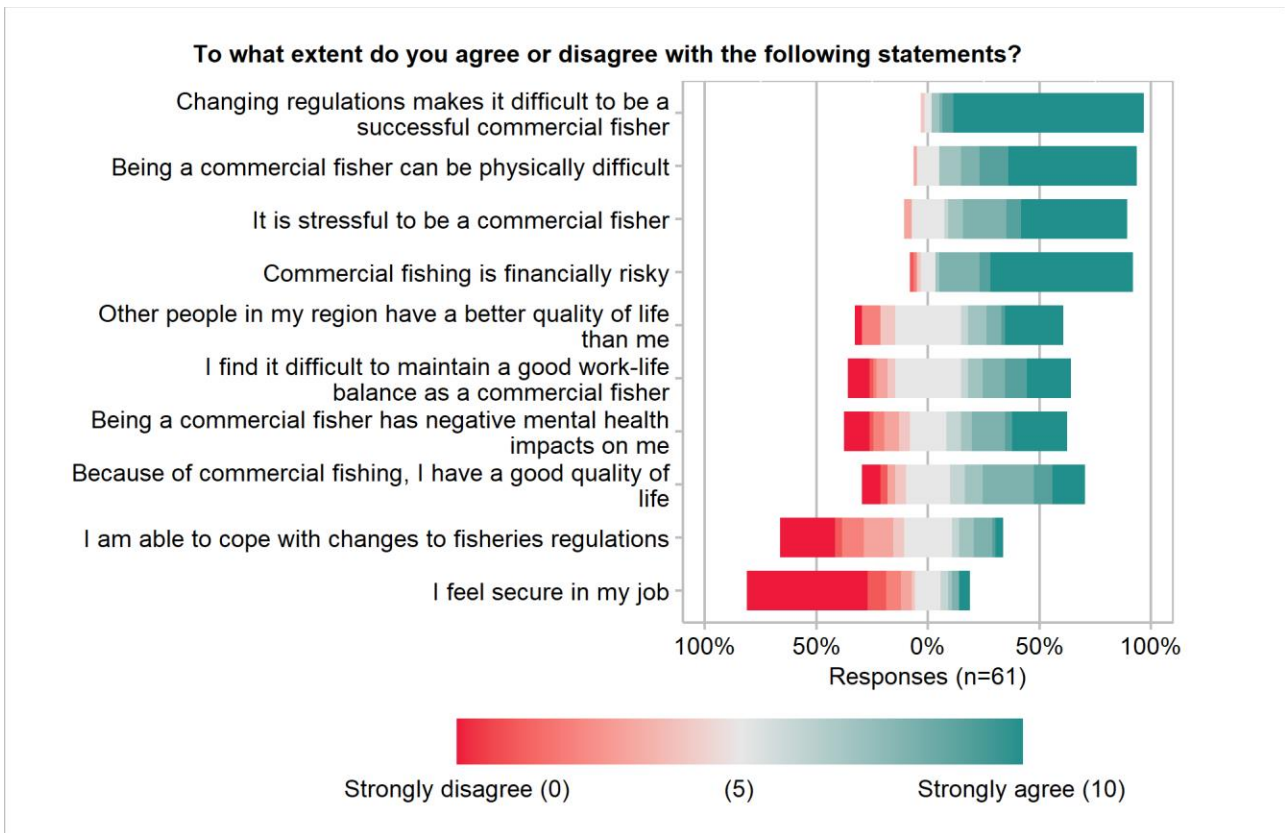 To what extent do you agree or disagree with the following statements?
Changing regulations makes it difficult to be a
successful commercial fisher
Being a commercial fisher can be physically difficult
It is stressful to be a commercial fisher
Commercial fishing is financially risky
Other people in my region have a better quality of life
than me
I find it difficult to maintain a good work-life
balance as a commercial fisher
Being a commercial fisher has negative mental health
impacts on me
Because of commercial fishing, I have a good quality of
life
I am able to cope with changes to fisheries regulations
I feel secure in my job
100% 50% 0% 50% 100%
Responses (n=61)
Strongly disagree (0) (5) Strongly agree (10)